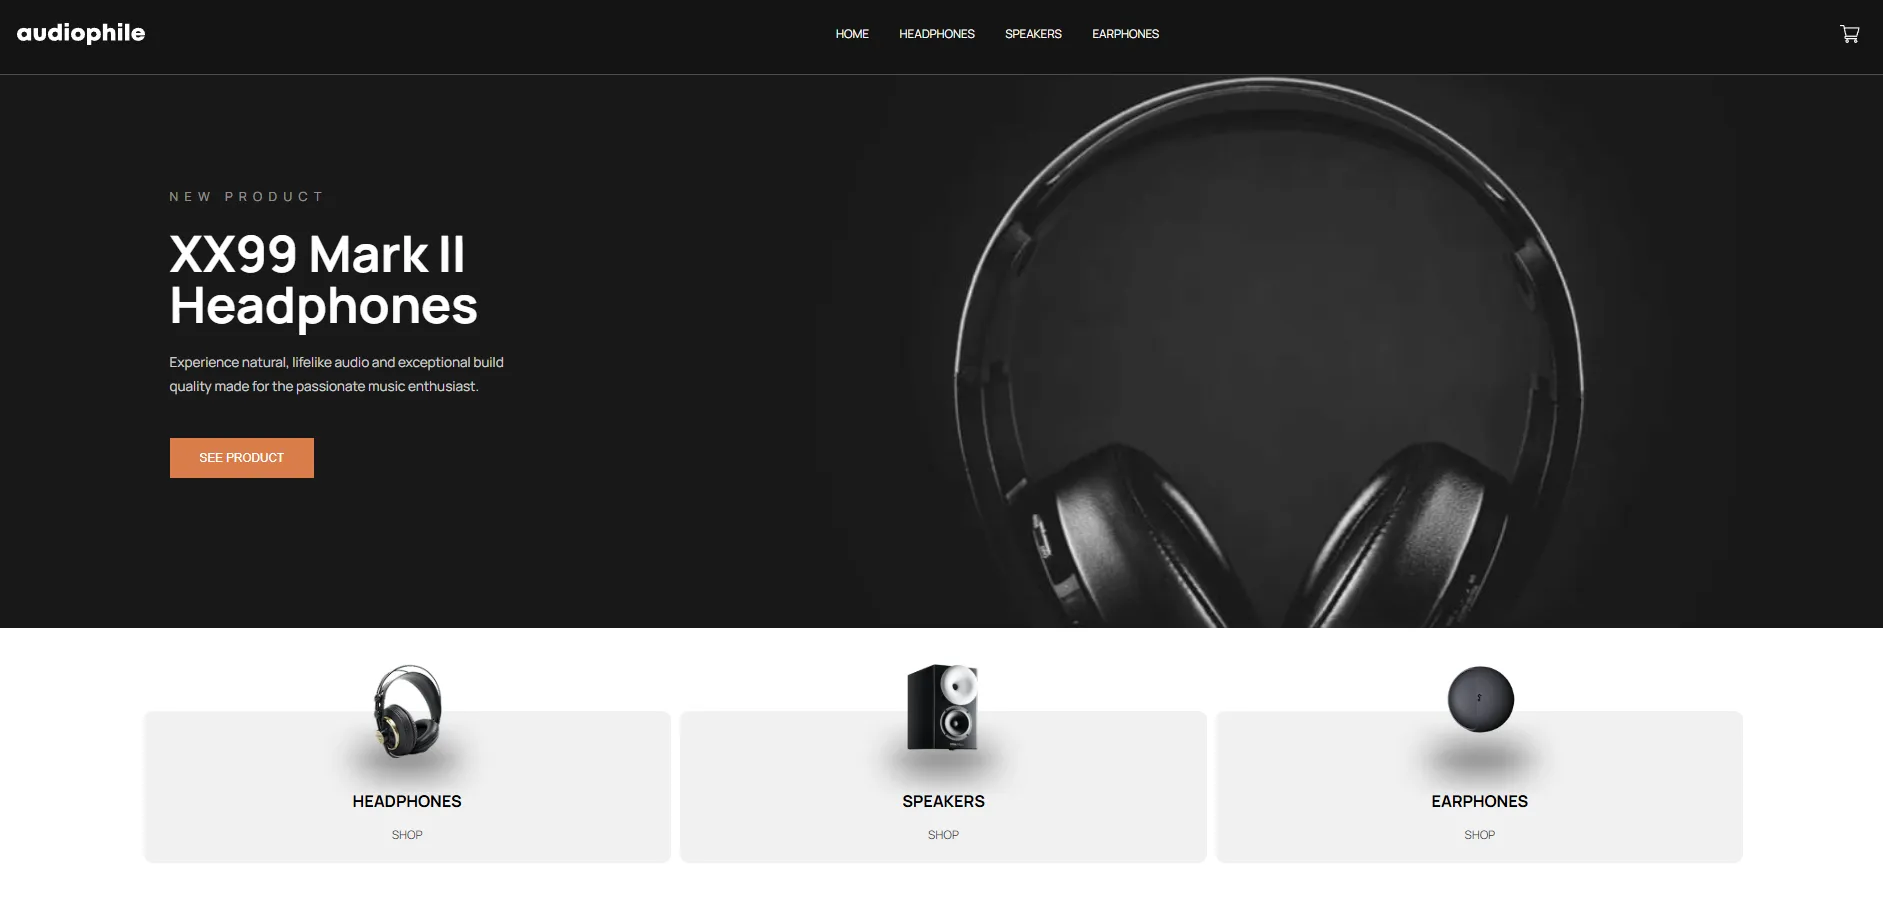 audiophile
HOME HEADPHONES SPEAKERS EARPHONES
NEW PRODUCT
XX99 Mark II
Headphones
Experience natural, lifelike audio and exceptional build
quality made for the passionate music enthusiast.
SEE PRODUCT
HEADPHONES
SHOP
SPEAKERS
SHOP
EARPHONES
SHOP